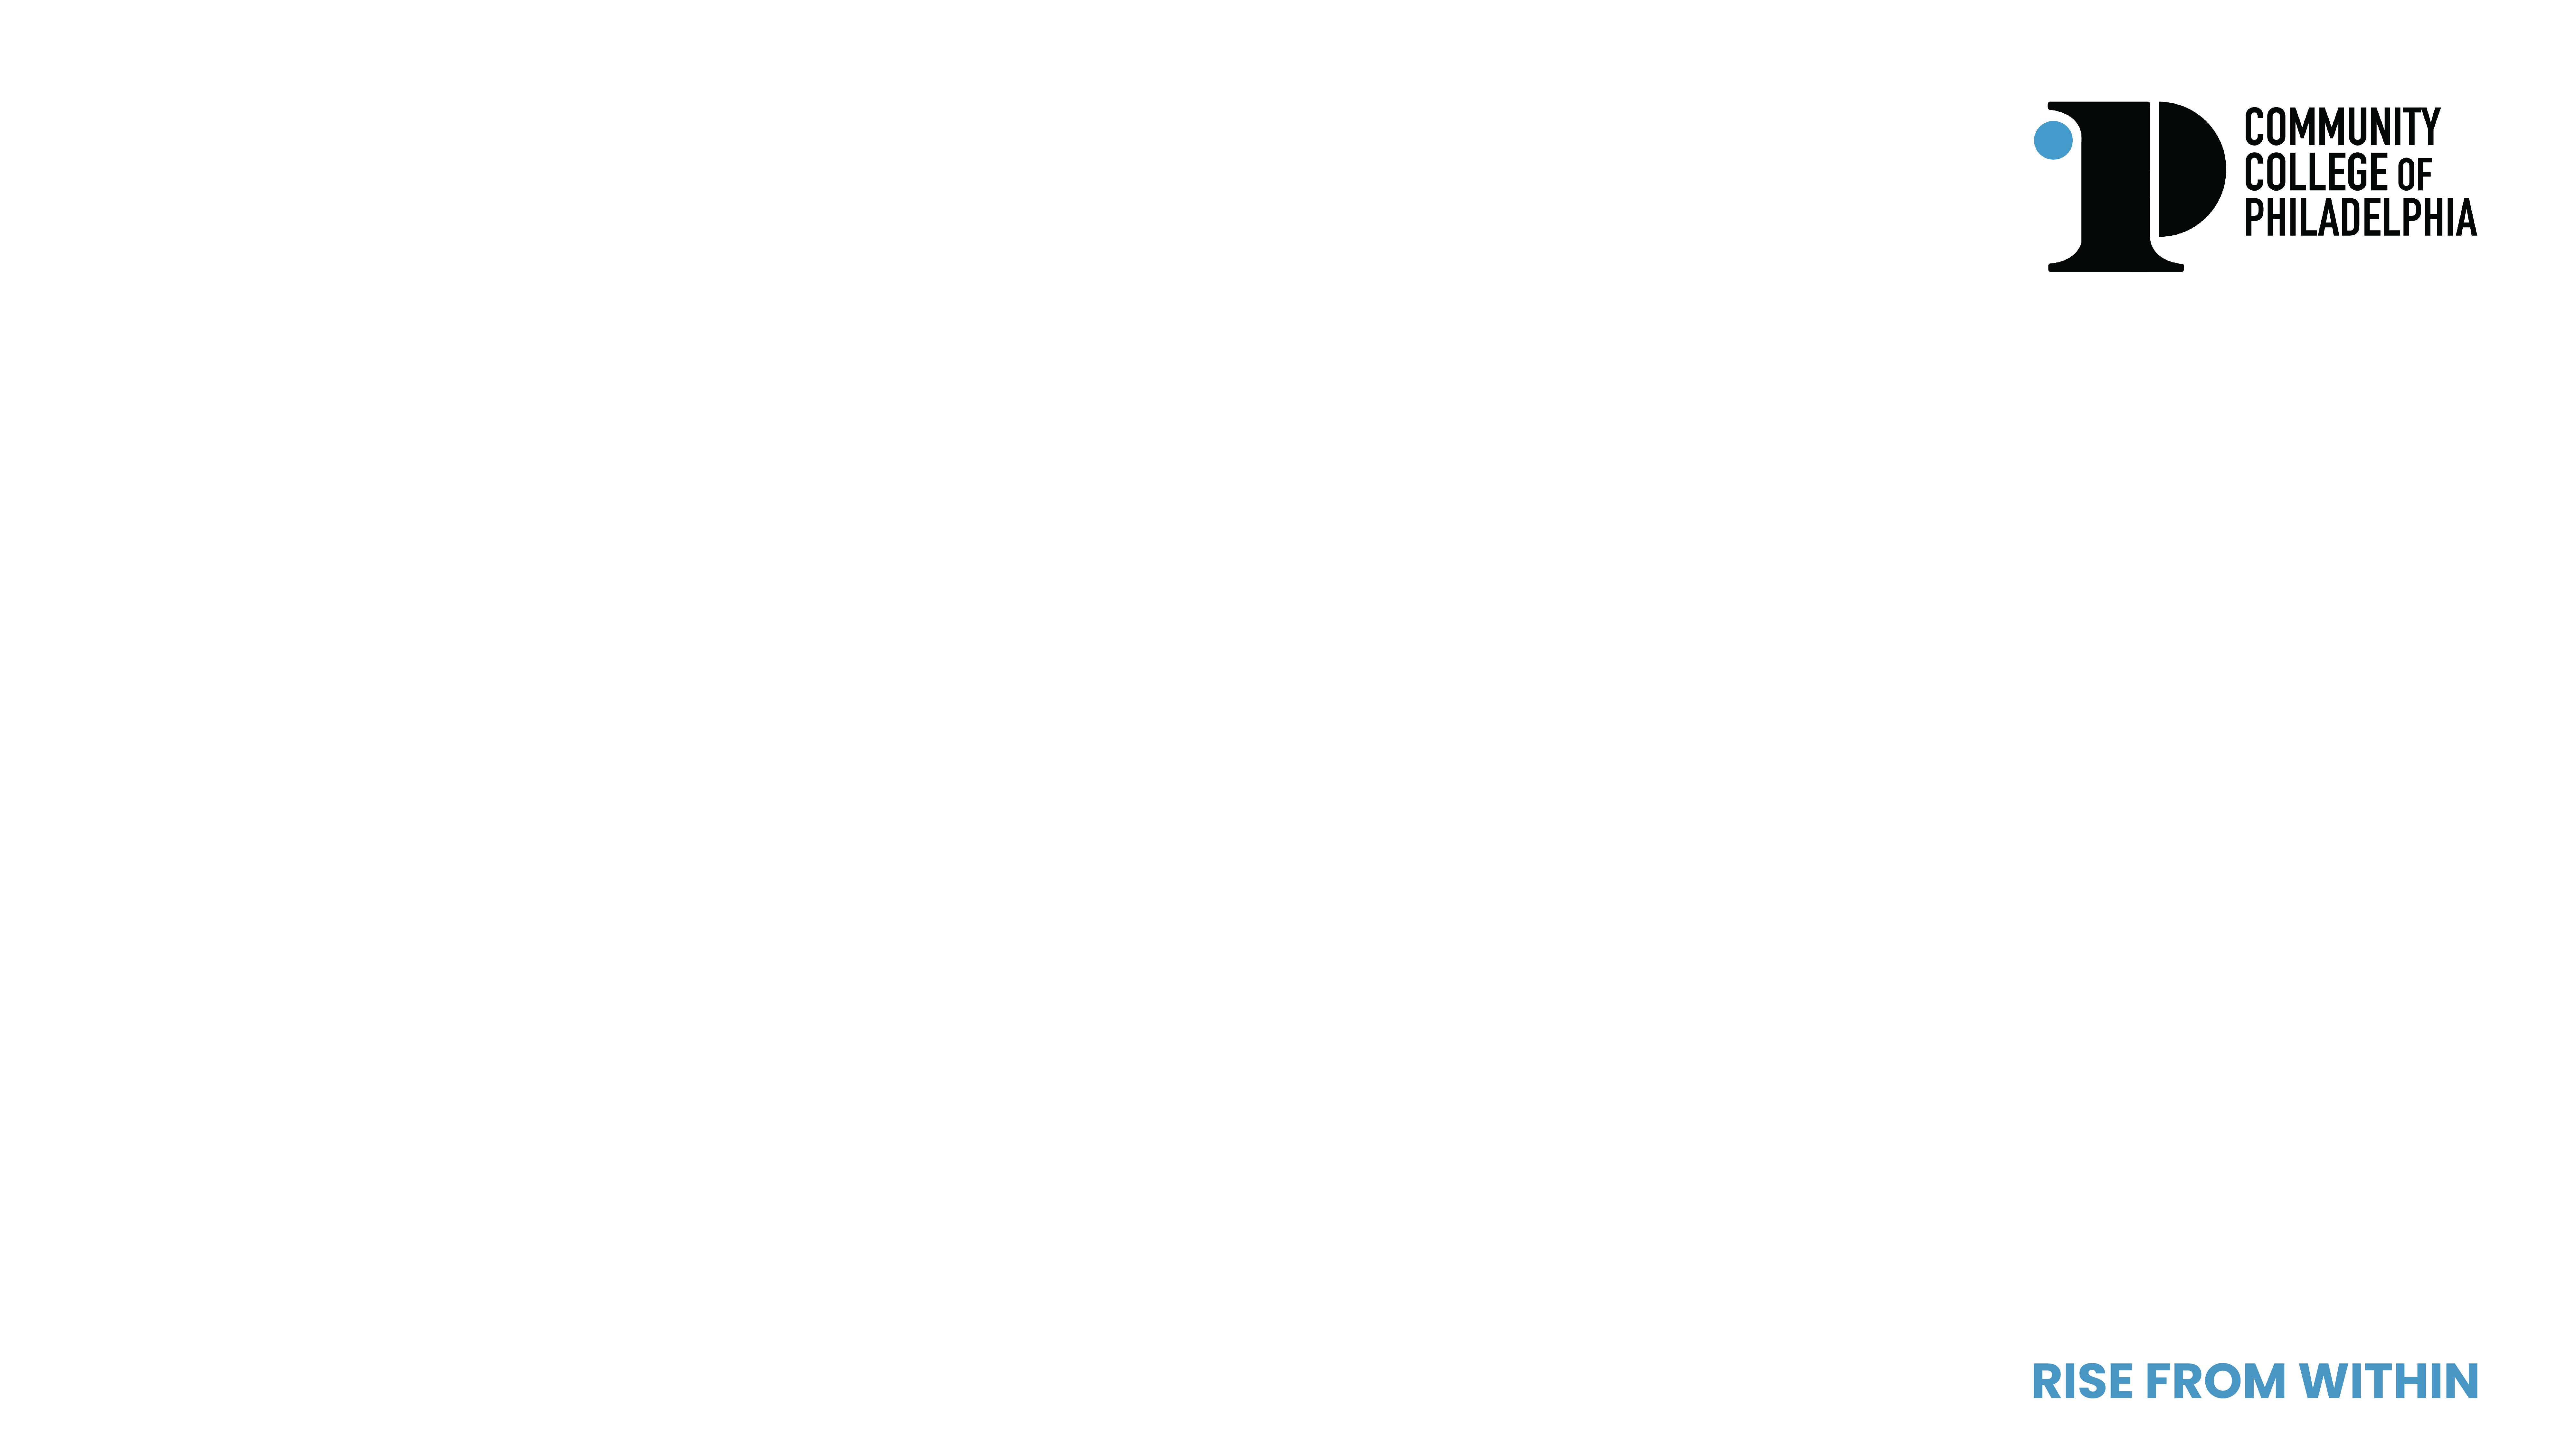 COMMUNITY
COLLEGE OF
PHILADELPHIA
RISE FROM WITHIN